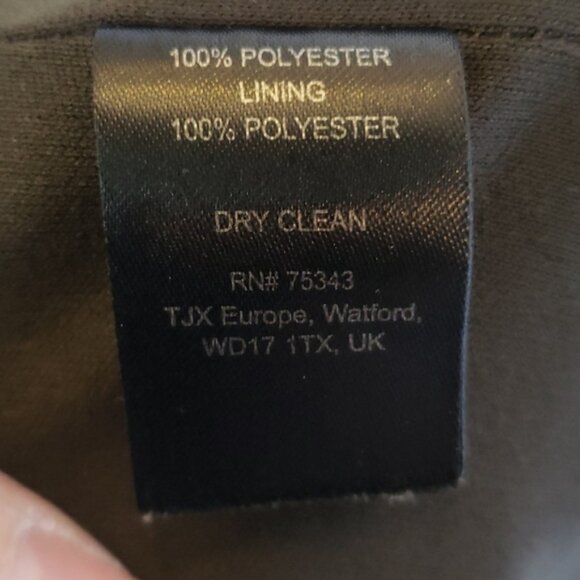 100% POLYESTER
LINING
100% POLYESTER
DRY CLEAN
RN# 75343
TJX Europe, Watford,
WD17 1TX, UK